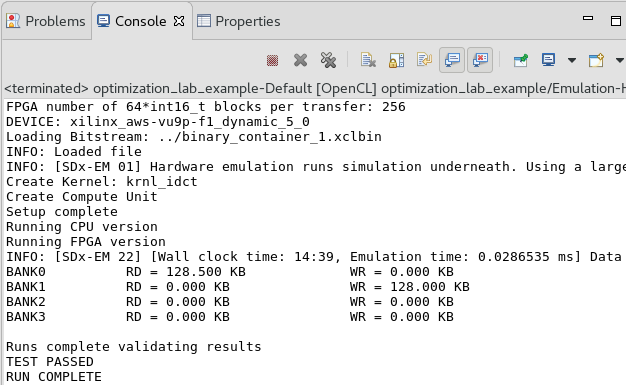 Problems Console Properties
<terminated> optimization_lab_example-Default [OpenCL] optimization_lab_example/Emulation-H
FPGA number of 64*int16_t blocks per transfer: 256
DEVICE: xilinx_aws-vu9p-f1_dynamic_5_0
Loading Bitstream: ../binary_container_1.xclbin
INFO: Loaded file
INFO: [SDx-EM 01] Hardware emulation runs simulation underneath. Using a large
Create Kernel: krnl_idct
Create Compute Unit
Setup complete
Running CPU version
Running FPGA version
INFO: [SDx-EM 22] [Wall clock time: 14:39, Emulation time: 0.0286535 ms] Data
BANK0 RD = 128.500 KB WR = 0.000 KB
BANK1 RD = 0.000 KB WR = 128.000 KB
BANK2 RD = 0.000 KB WR = 0.000 KB
BANK3 RD = 0.000 KB WR = 0.000 KB
Runs complete validating results
TEST PASSED
RUN COMPLETE